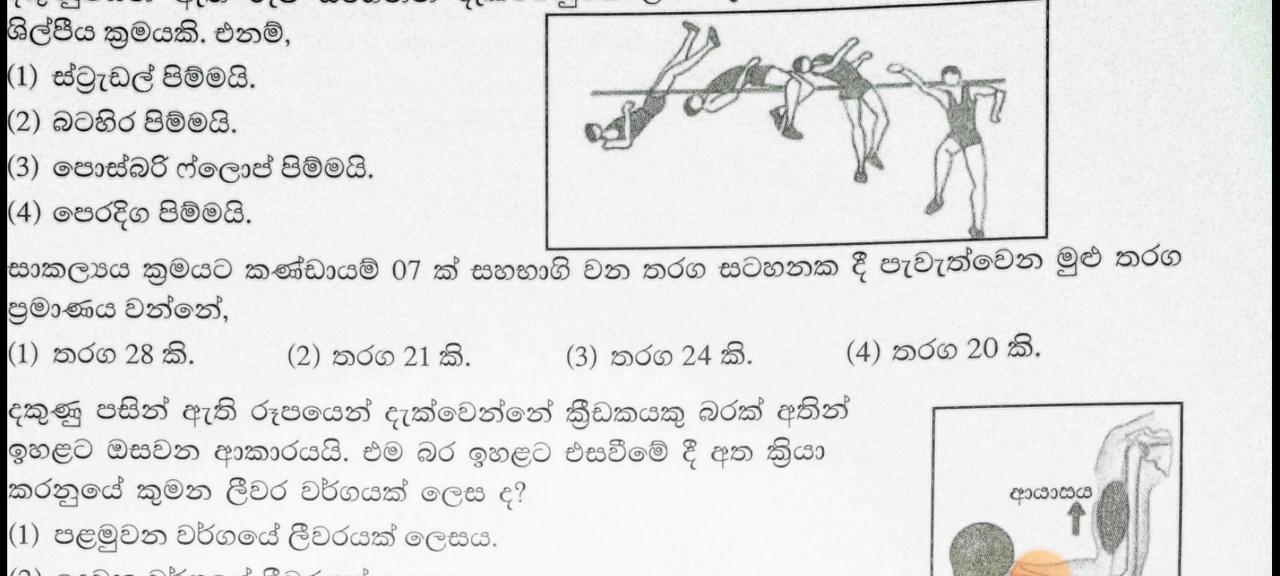 ශිල්පීය ක්‍රමයකි. එනම්,
(1) ස්ට්‍රැඩල් පිම්මයි.
(2) බටහිර පිම්මයි.
(3) පොස්බරි ෆ්ලොප් පිම්මයි.
(4) පෙරදිග පිම්මයි.
සාකල්‍යය ක්‍රමයට කණ්ඩායම් 07 ක් සහභාගි වන තරග සටහනක දී පැවැත්වෙන මුළු තරග
ප්‍රමාණය වන්නේ,
(1) තරග 28 කි. (2) තරග 21 කි. (3) තරග 24 කි. (4) තරග 20 කි.
දකුණු පසින් ඇති රූපයෙන් දැක්වෙන්නේ ක්‍රීඩකයකු බරක් අතින්
ඉහළට ඔසවන ආකාරයයි. එම බර ඉහළට එසවීමේ දී අත ක්‍රියා
කරනුයේ කුමන ලීවර වර්ගයක් ලෙස ද?
(1) පළමුවන වර්ගයේ ලීවරයක් ලෙසය.
ආයාසය